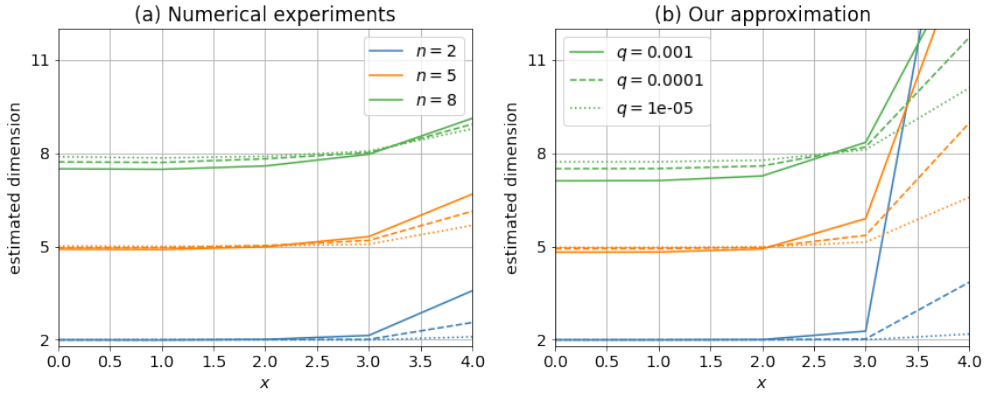 (a) Numerical experiments
estimated dimension
11
8
5
2
0.0 0.5 1.0 1.5 2.0 2.5 3.0 3.5 4.0
x
n = 2
n = 5
n = 8
(b) Our approximation
estimated dimension
11
8
5
2
0.0 0.5 1.0 1.5 2.0 2.5 3.0 3.5 4.0
x
q = 0.001
q = 0.0001
q = 1e-05